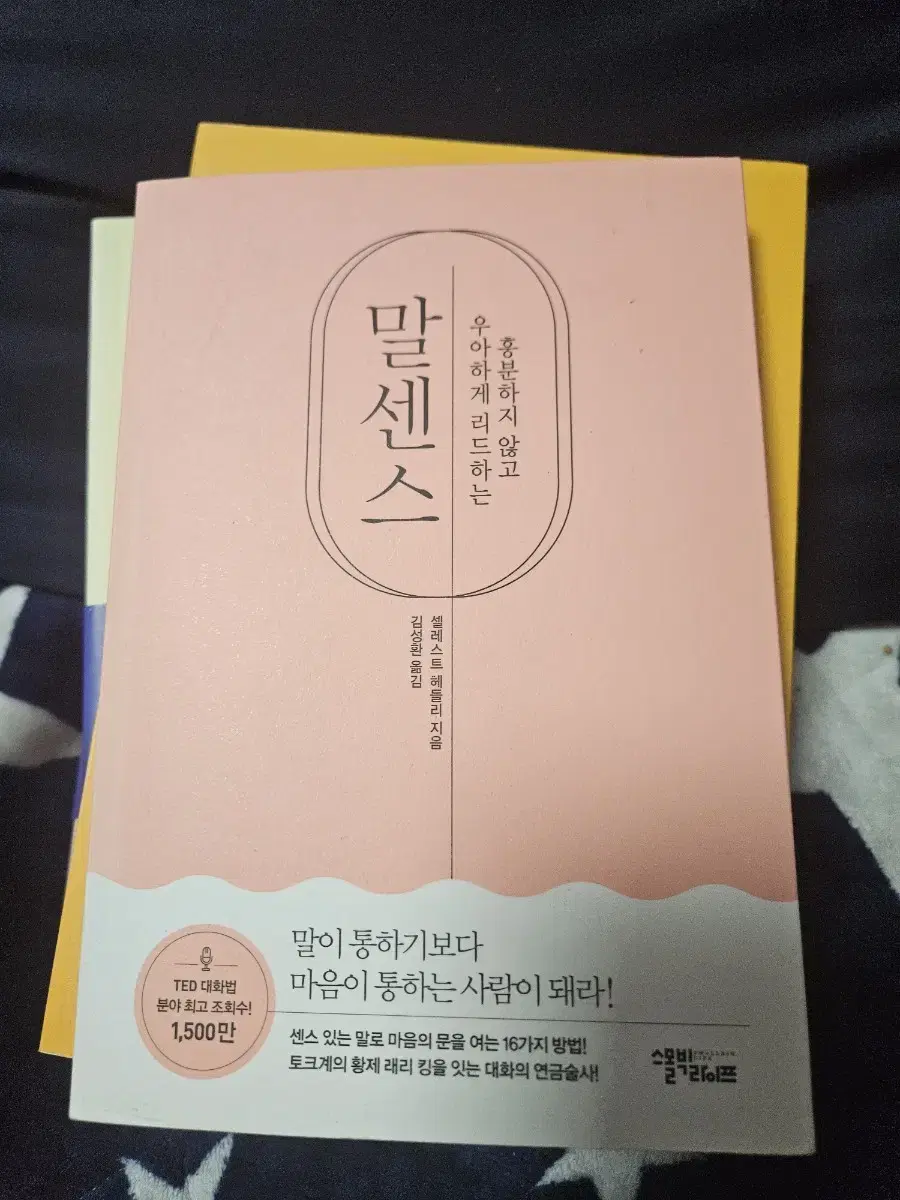 흥분하지 않고
우아하게 리드하는
말센스
셀레스트 헤들리 지음
김성환 옮김
말이 통하기보다
마음이 통하는 사람이 돼라!
TED 대화법
분야 최고 조회수!
1,500만
센스 있는 말로 마음의 문을 여는 16가지 방법!
토크계의 황제 래리 킹을 잇는 대화의 연금술사!
스몰빅라이프